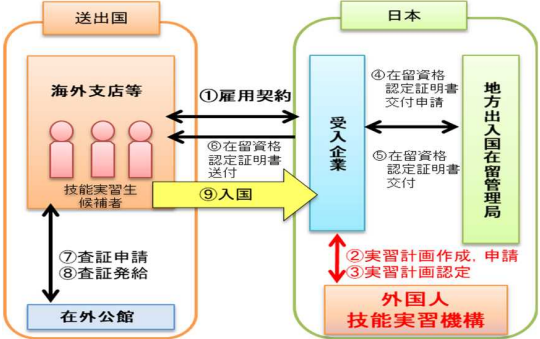 送出国
海外支店等
技能実習生
候補者
⑦査証申請
⑧査証発給
在外公館
①雇用契約
⑥在留資格
認定証明書
送付
⑨入国
日本
受入企業
④在留資格
認定証明書
交付申請
⑤在留資格
認定証明書
交付
地方出入国在留管理局
②実習計画作成,申請
③実習計画認定
外国人
技能実習機構